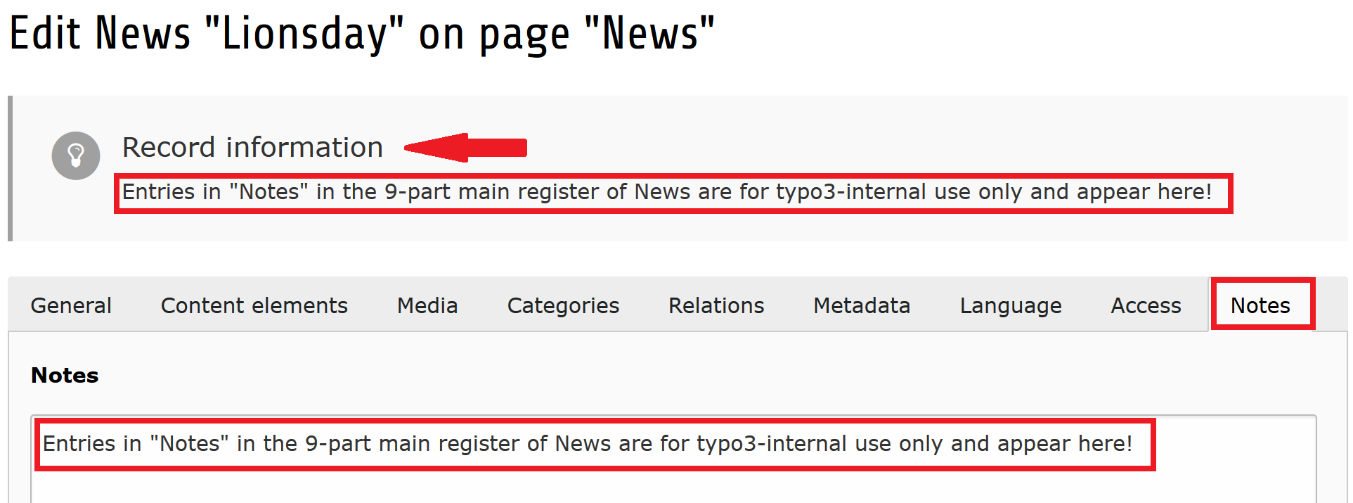 Edit News "Lionsday" on page "News"
Record information
Entries in "Notes" in the 9-part main register of News are for typo3-internal use only and appear here!
General Content elements Media Categories Relations Metadata Language Access Notes
Notes
Entries in "Notes" in the 9-part main register of News are for typo3-internal use only and appear here!